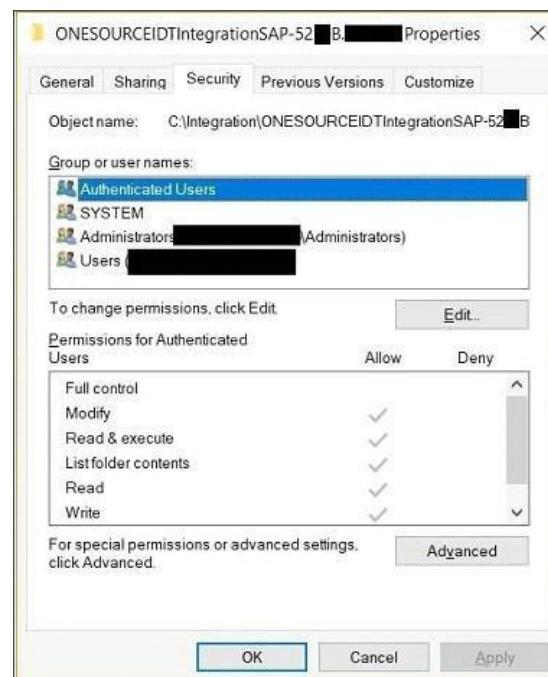 ONESOURCEIDTIntegrationSAP-52 B. Properties
General Sharing Security Previous Versions Customize
Object name: C:\Integration\ONESOURCEIDTIntegrationSAP-52 B
Group or user names:
Authenticated Users
SYSTEM
Administrators \Administrators)
Users (
To change permissions, click Edit.
Edit...
Permissions for Authenticated
Users Allow Deny
Full control
Modify
Read & execute
List folder contents
Read
Write
For special permissions or advanced settings,
click Advanced.
Advanced
OK Cancel Apply